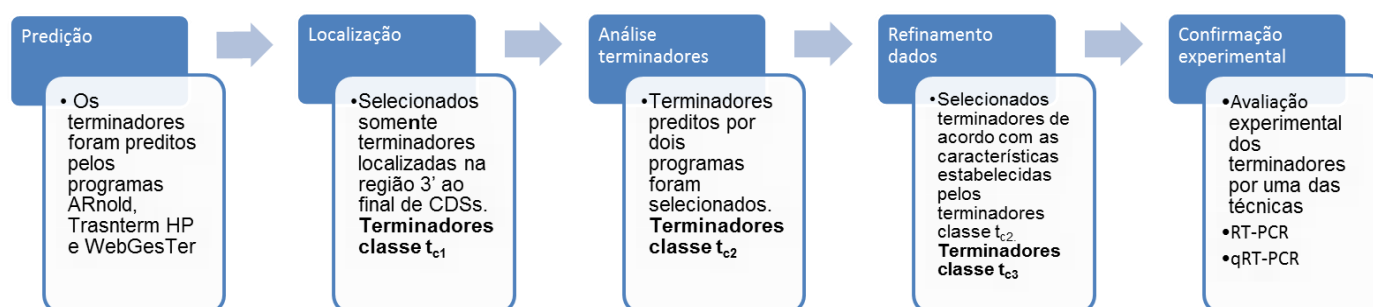 Predição
• Os
terminadores
foram preditos
pelos
programas
ARnold,
Trasnterm HP
e WebGesTer
Localização
•Selecionados
somente
terminadores
localizadas na
região 3' ao
final de CDSs.
Terminadores
classe tc1
Análise
terminadores
•Terminadores
preditos por
dois
programas
foram
selecionados.
Terminadores
classe tc2
Refinamento
dados
•Selecionados
terminadores de
acordo com as
características
estabelecidas
pelos
terminadores
classe tc2.
Terminadores
classe tc3
Confirmação
experimental
•Avaliação
experimental
dos
terminadores
por uma das
técnicas
•RT-PCR
•qRT-PCR